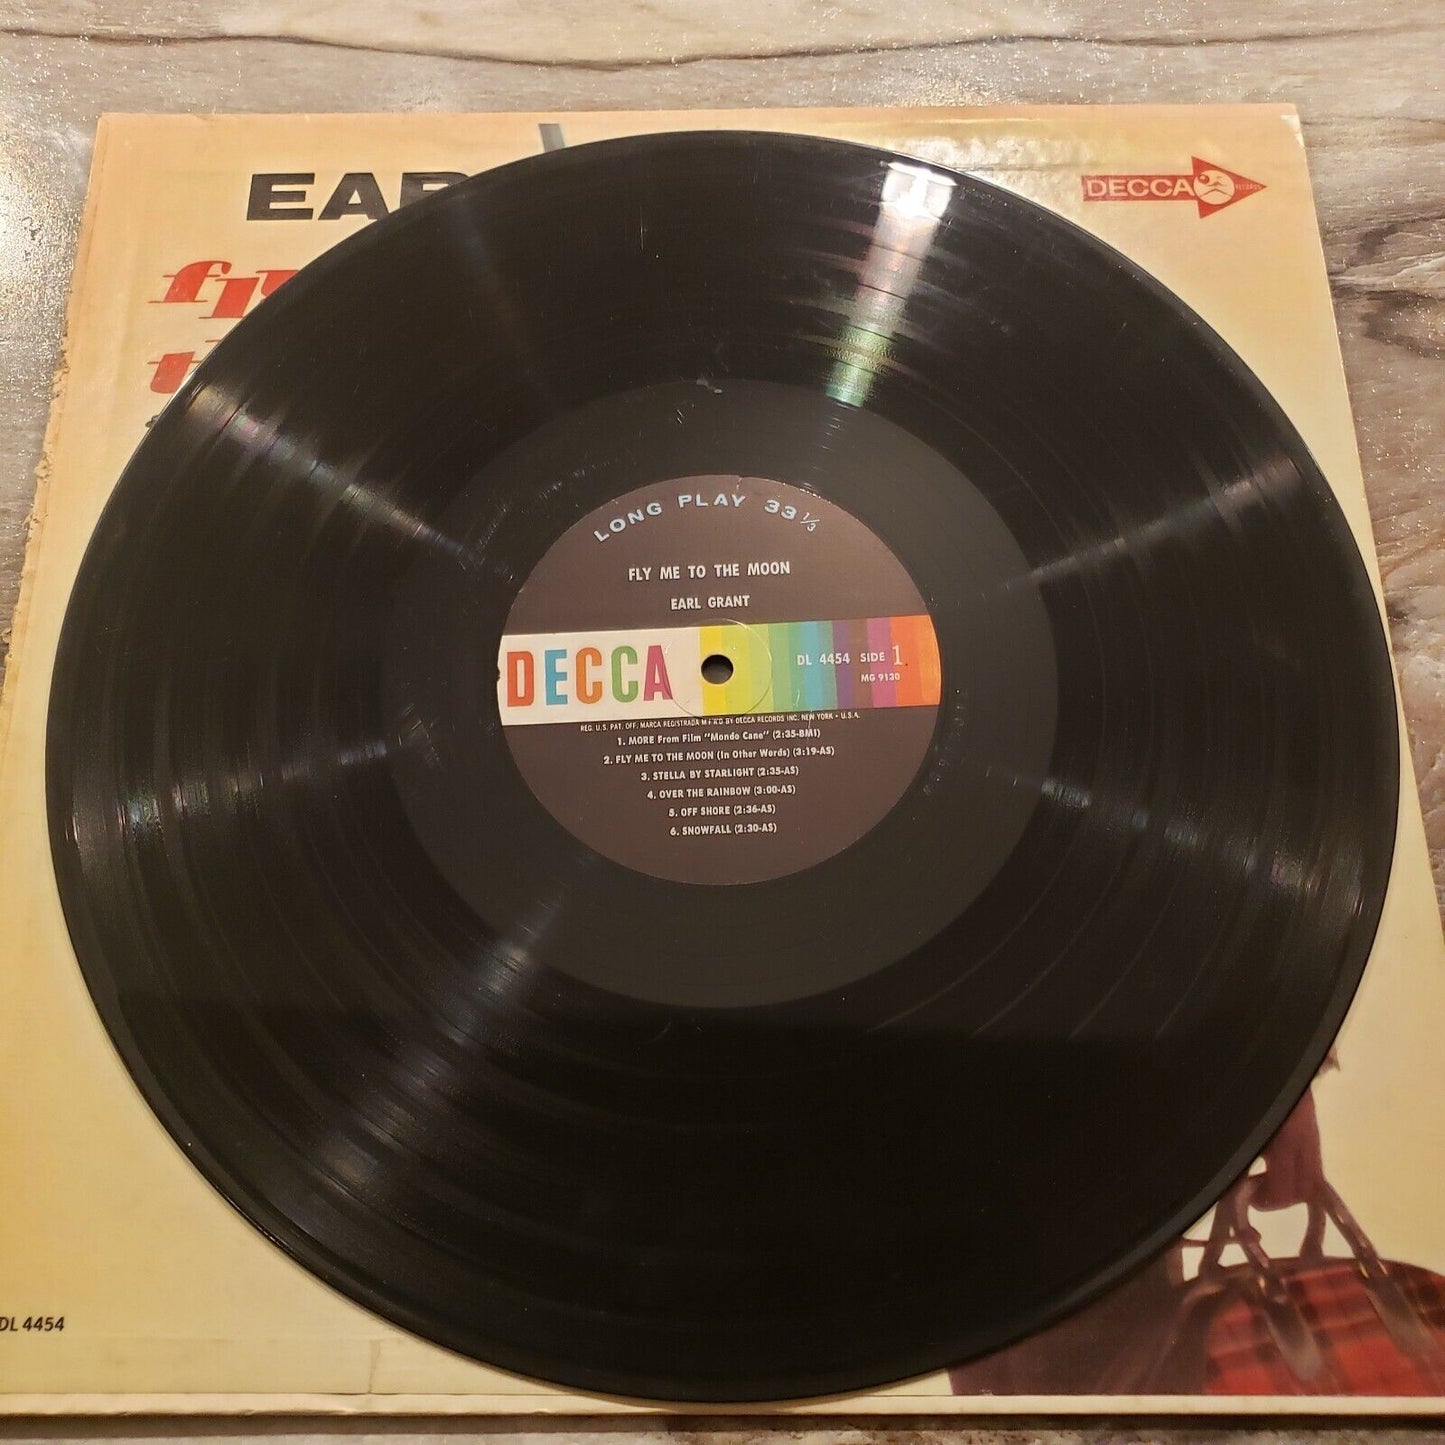 DECCA RECORDS
LONG PLAY 33 1/3
FLY ME TO THE MOON
EARL GRANT
DECCA
DL 4454 SIDE 1
MG 9130
REG. U.S. PAT. OFF. MARCA REGISTRADA MF'G'D BY DECCA RECORDS INC. NEW YORK • U.S.A.
1. MORE From Film "Mondo Cane" (2:35-BMI)
2. FLY ME TO THE MOON (In Other Words) (3:19-AS)
3. STELLA BY STARLIGHT (2:35-AS)
4. OVER THE RAINBOW (3:00-AS)
5. OFF SHORE (2:36-AS)
6. SNOWFALL (2:30-AS)
DL 4454